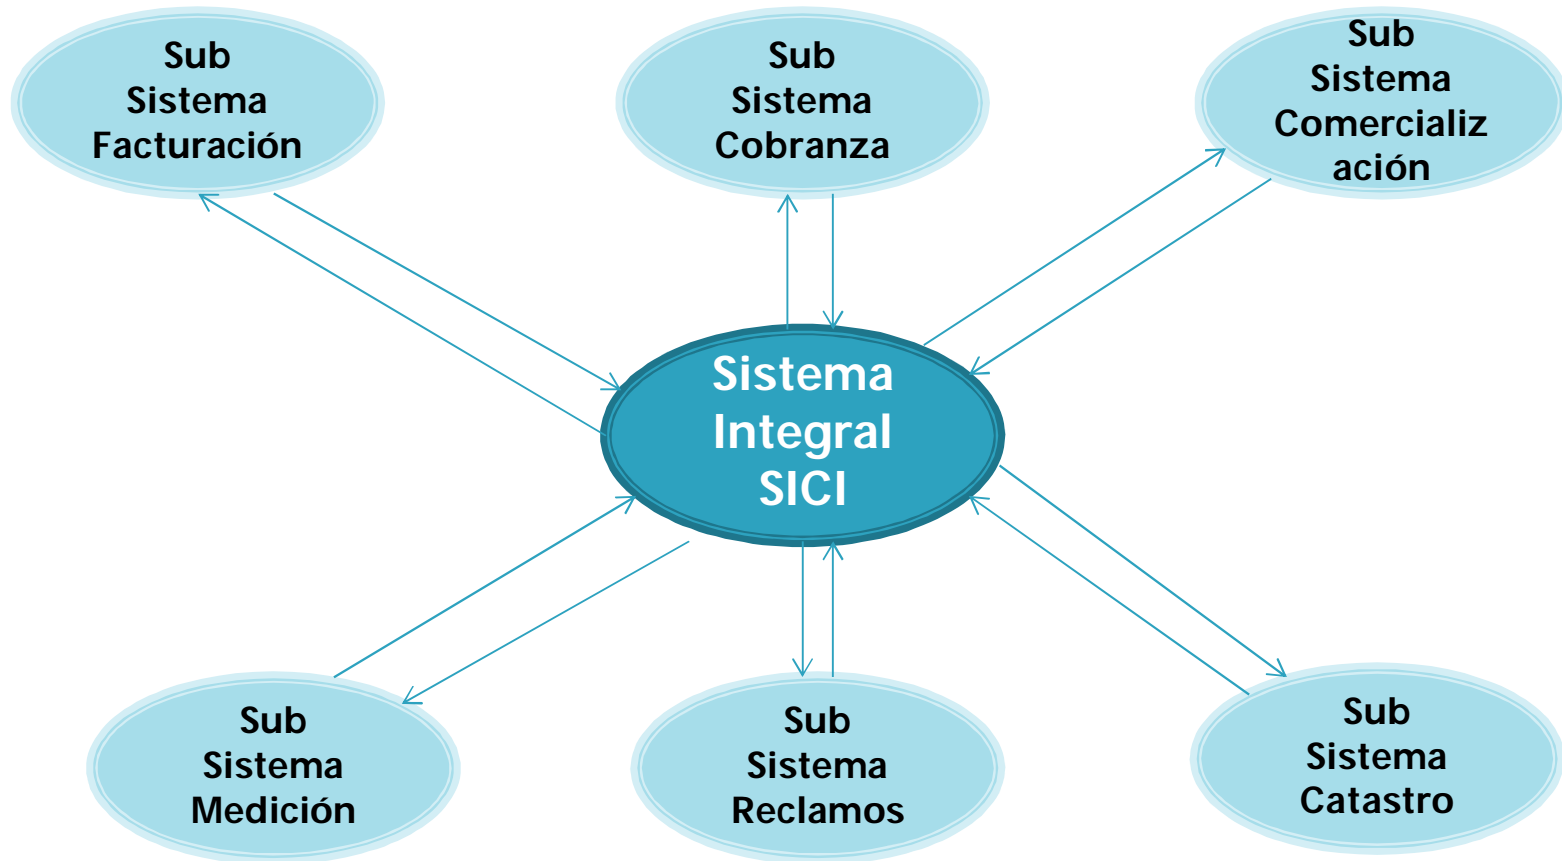 Sub
Sistema
Facturación
Sub
Sistema
Cobranza
Sub
Sistema
Comercializ
ación
Sistema
Integral
SICI
Sub
Sistema
Medición
Sub
Sistema
Reclamos
Sub
Sistema
Catastro